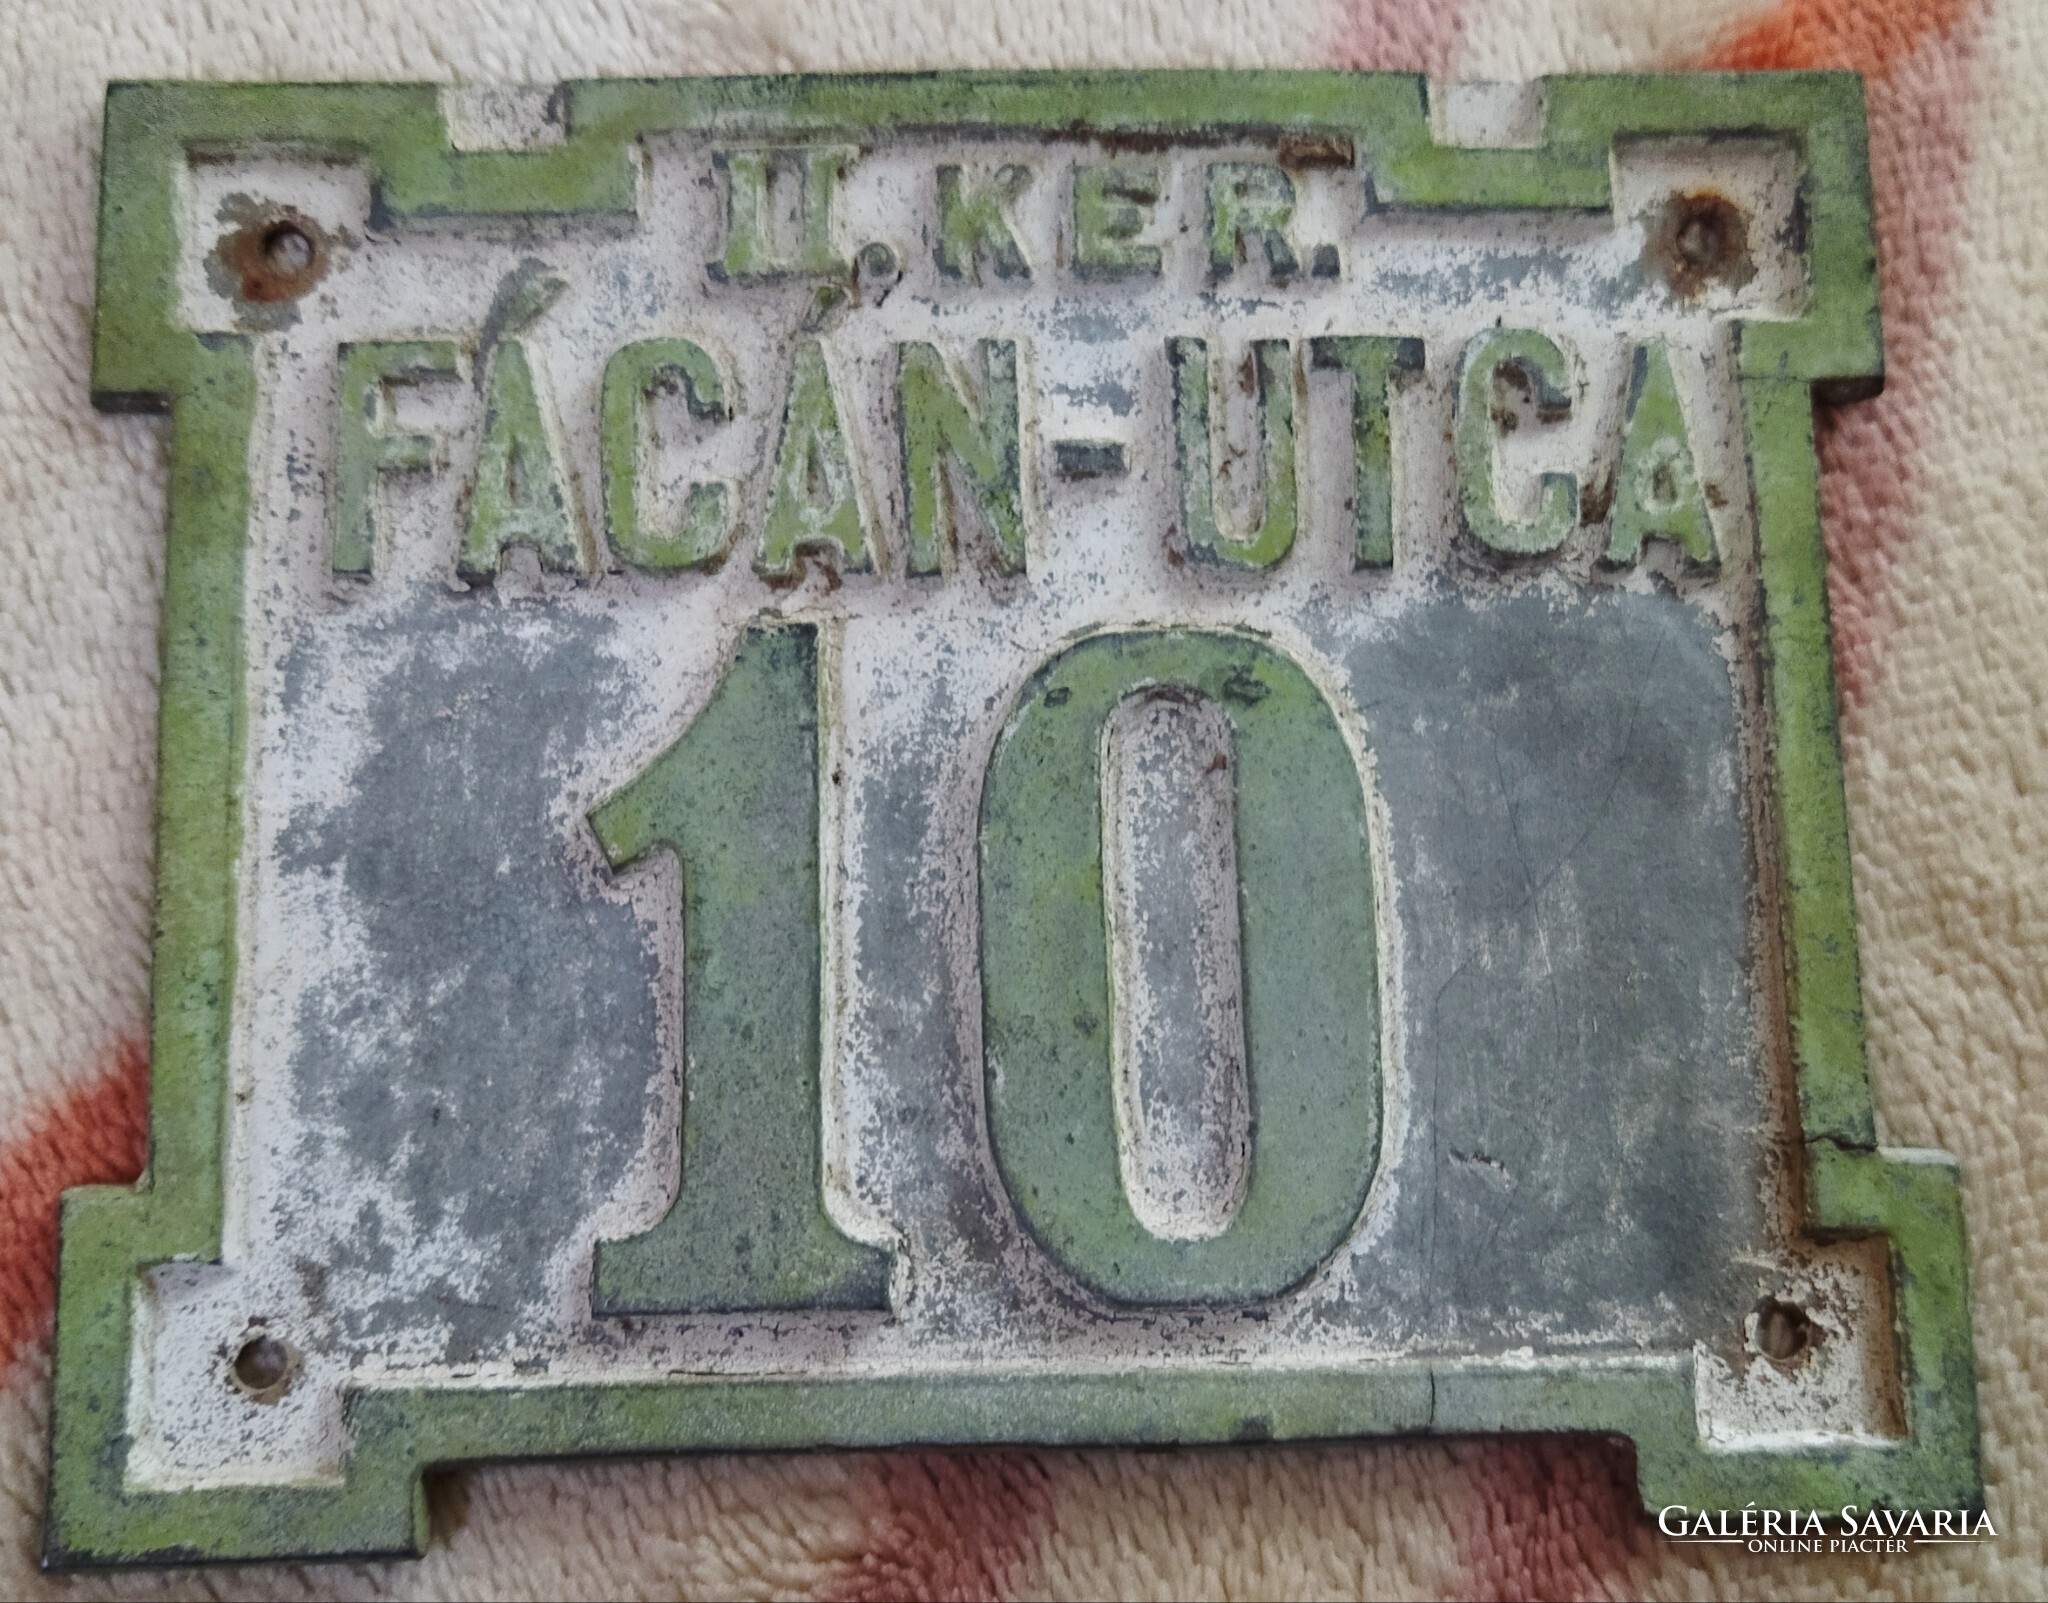 II. KER.
FÁCÁN-UTCA
10
GALÉRIA SAVARIA
ONLINE PIACTÉR